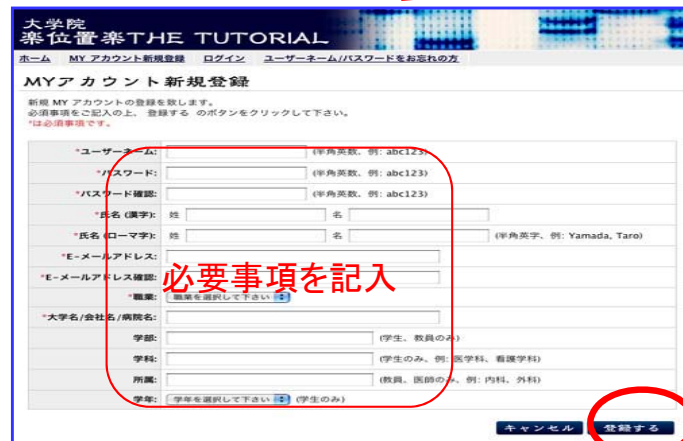 大学院
楽位置楽THE TUTORIAL
ホーム MY アカウント新規登録 ログイン ユーザーネーム/パスワードをお忘れの方
MYアカウント新規登録
新規 MY アカウントの登録を致します。
必須事項をご記入の上、 登録する のボタンをクリックして下さい。
*は必須事項です。
*ユーザーネーム: (半角英数、例: abc123)
*パスワード: (半角英数、例: abc123)
*パスワード確認: (半角英数、例: abc123)
*氏名 (漢字): 姓 名
*氏名 (ローマ字): 姓 名 (半角英字、例: Yamada, Taro)
*E-メールアドレス:
*E-メールアドレス確認:
必要事項を記入
*職業: 職業を選択して下さい
*大学名/会社名/病院名:
学部: (学生、教員のみ)
学科: (学生のみ、例: 医学科、看護学科)
所属: (教員、医師のみ、例: 内科、外科)
学年: 学年を選択して下さい (学生のみ)
キャンセル 登録する